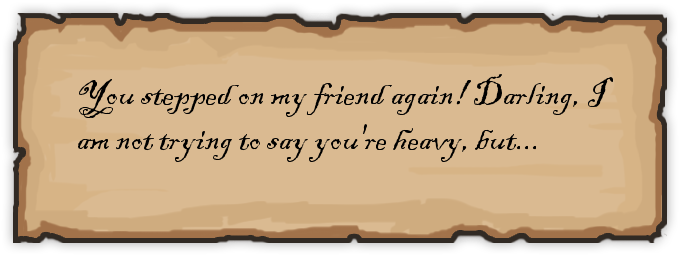 You stepped on my friend again! Darling, I
am not trying to say you're heavy, but...